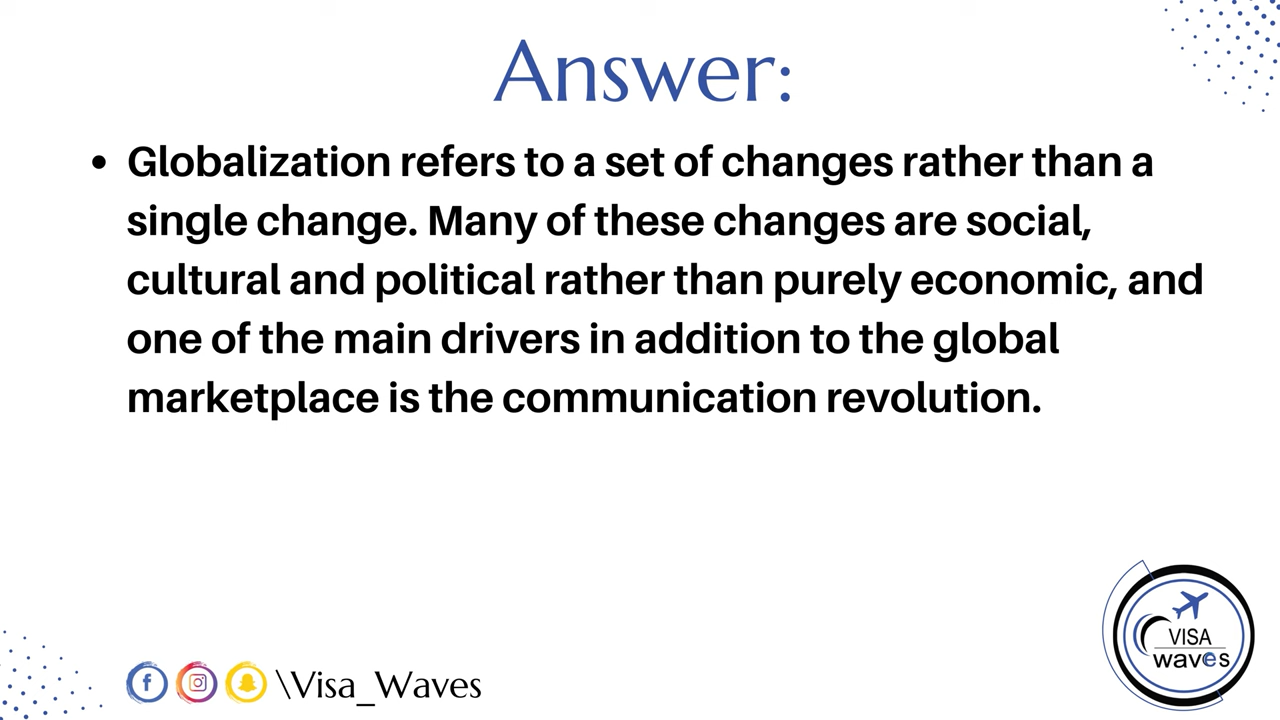 Answer:
• Globalization refers to a set of changes rather than a
single change. Many of these changes are social,
cultural and political rather than purely economic, and
one of the main drivers in addition to the global
marketplace is the communication revolution.
VISA
waves
\Visa_Waves